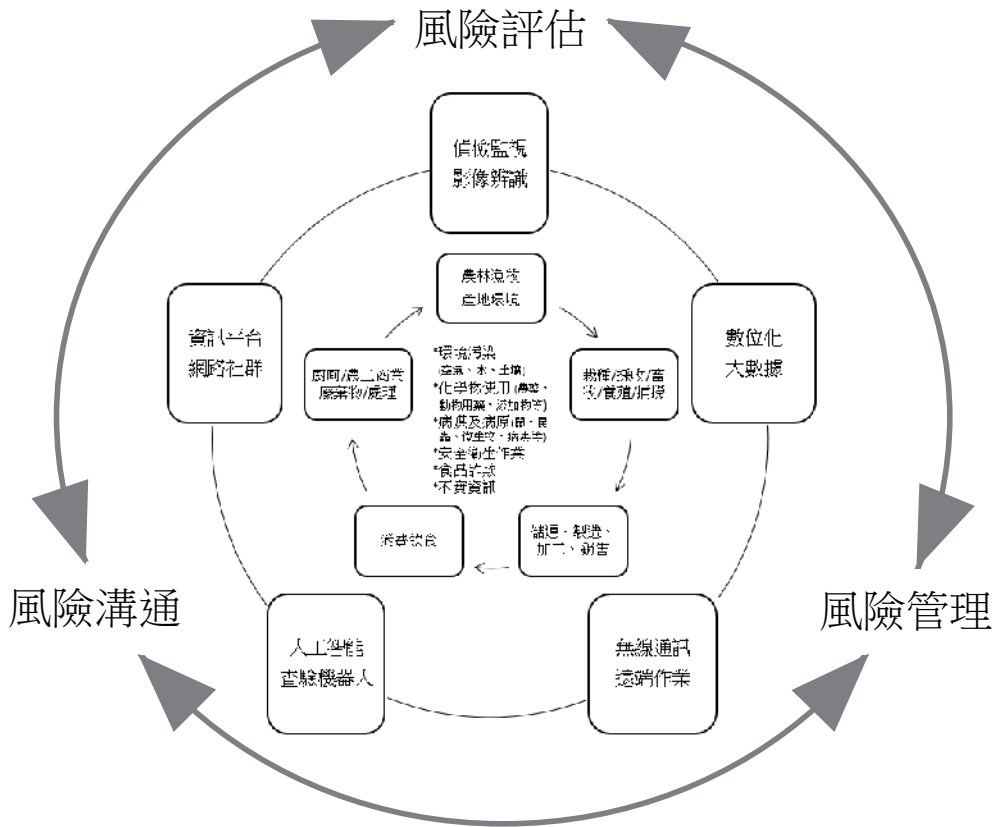 風險評估
偵檢監視
影像辨識
農林漁牧
產地環境
資訊平台
網路社群
數位化
大數據
廚房/農工商業
廢棄物/處理
*環境污染
(空氣、水、土壤)
*化學物使用(農藥、
動物用藥、添加物等)
*病媒及病原(
蟲、微生物、病毒等)
*安全衛生作業
*食品詐欺
*不實資訊
栽種/採收/畜
牧/養殖/捕撈
消費飲食
儲運、製造、
加工、銷售
風險溝通
風險管理
人工智能
查驗機器人
無線通訊
遠端作業